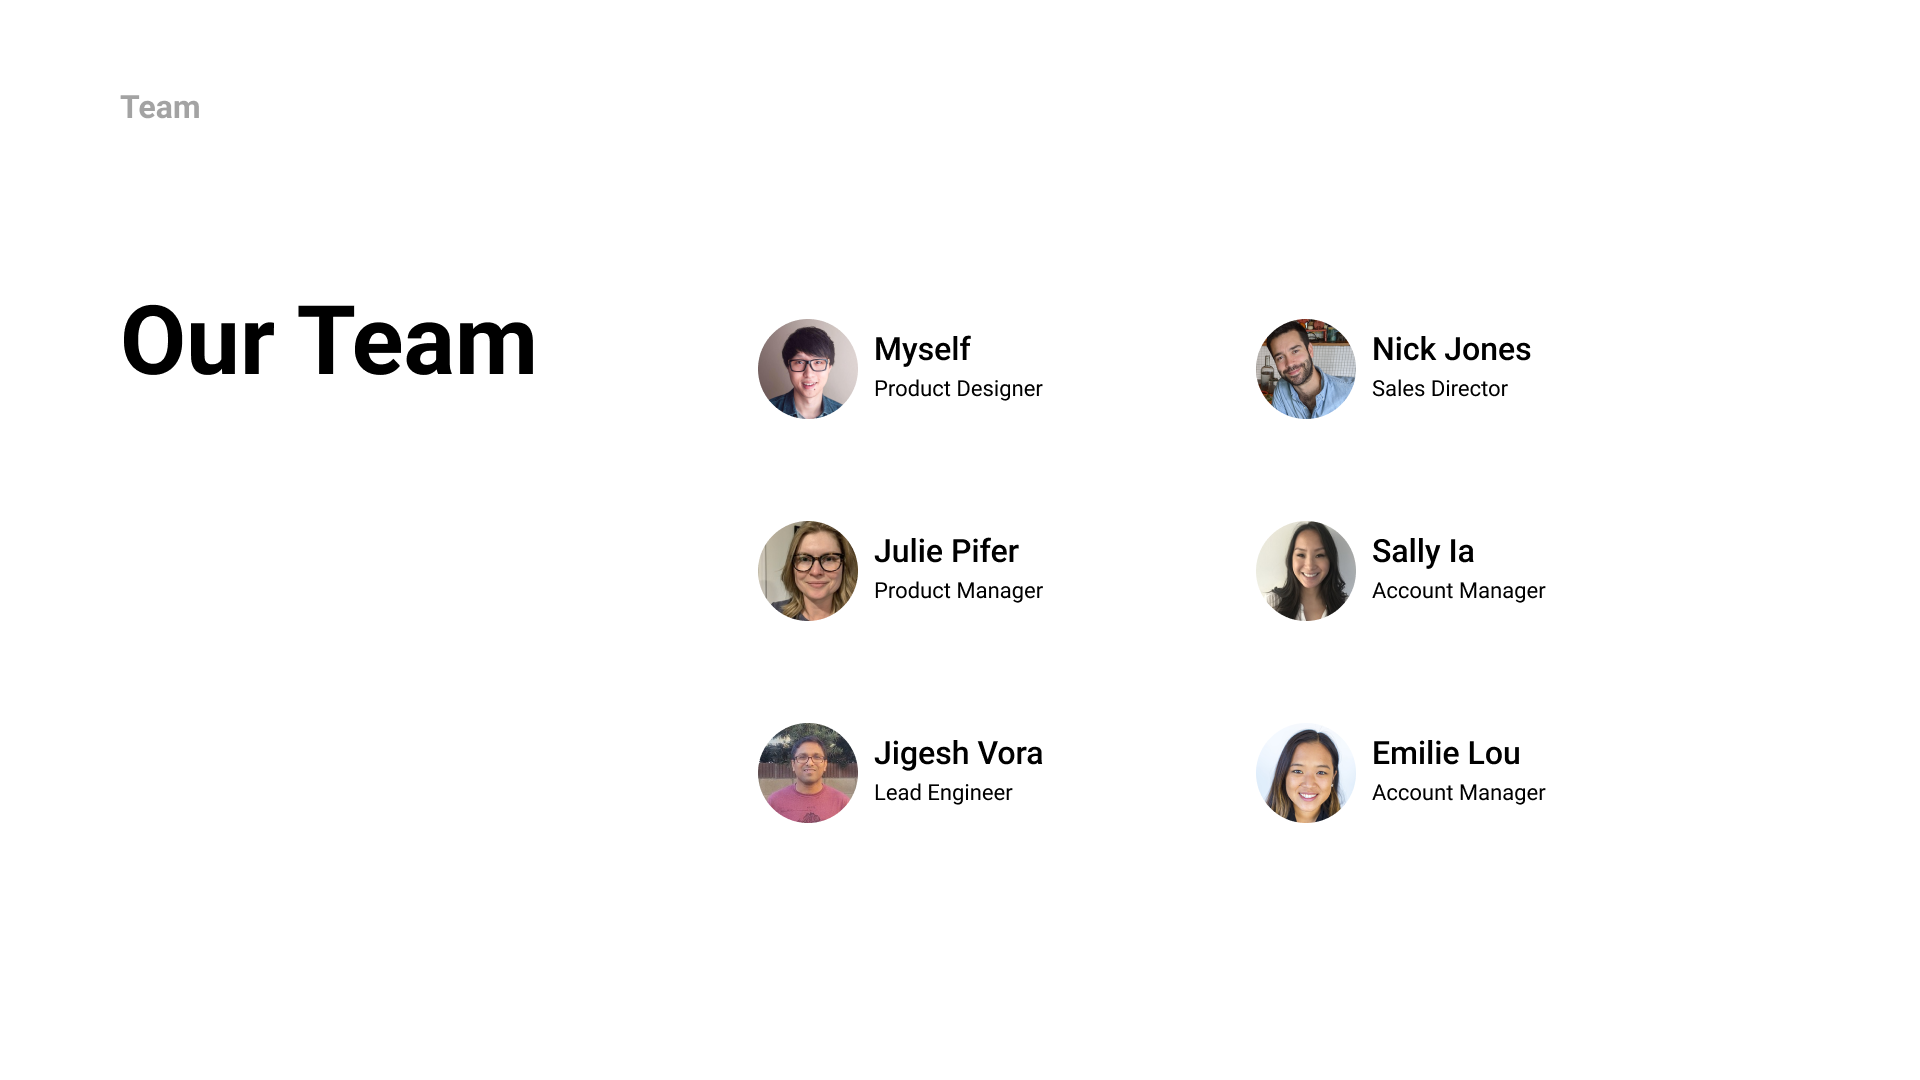 Team
Our Team
Myself
Product Designer
Nick Jones
Sales Director
Julie Pifer
Product Manager
Sally Ia
Account Manager
Jigesh Vora
Lead Engineer
Emilie Lou
Account Manager